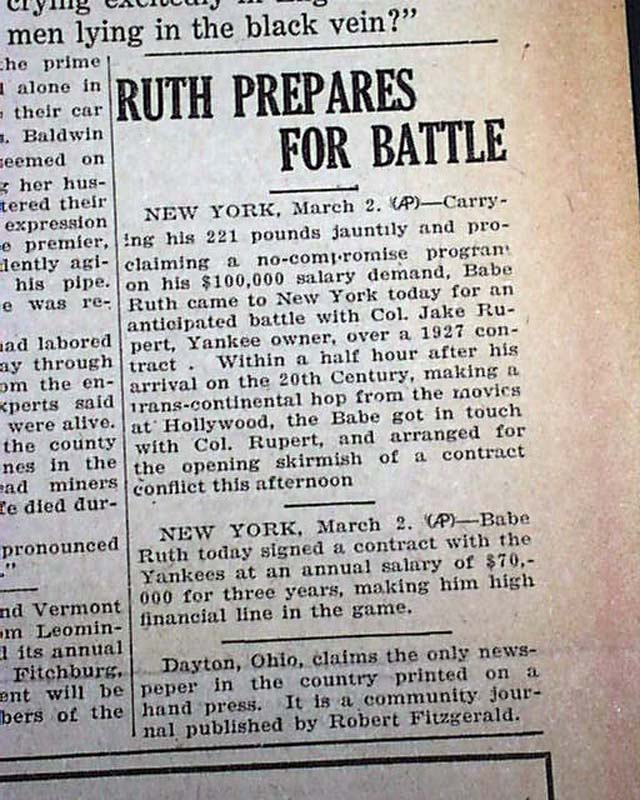 crying excitedly in
men lying in the black vein?”
the prime
alone in
their car
s. Baldwin
seemed on
g her hus-
tered their
expression
e premier,
dently agi-
his pipe.
e was re-
had labored
ay through
om the en-
xperts said
were alive.
the county
nes in the
ead miners
fe died dur-
pronounced
."
nd Vermont
om Leomin-
d its annual
Fitchburg,
ent will be
bers of the
RUTH PREPARES
FOR BATTLE
NEW YORK, March 2. (AP)—Carry-
ing his 221 pounds jauntily and pro-
claiming a no-compromise program
on his $100,000 salary demand, Babe
Ruth came to New York today for an
anticipated battle with Col. Jake Ru-
pert, Yankee owner, over a 1927 con-
tract . Within a half hour after his
arrival on the 20th Century, making a
trans-continental hop from the movies
at Hollywood, the Babe got in touch
with Col. Rupert, and arranged for
the opening skirmish of a contract
conflict this afternoon
NEW YORK, March 2. (AP)—Babe
Ruth today signed a contract with the
Yankees at an annual salary of $70,-
000 for three years, making him high
financial line in the game.
Dayton, Ohio, claims the only news-
peper in the country printed on a
hand press. It is a community jour-
nal published by Robert Fitzgerald.